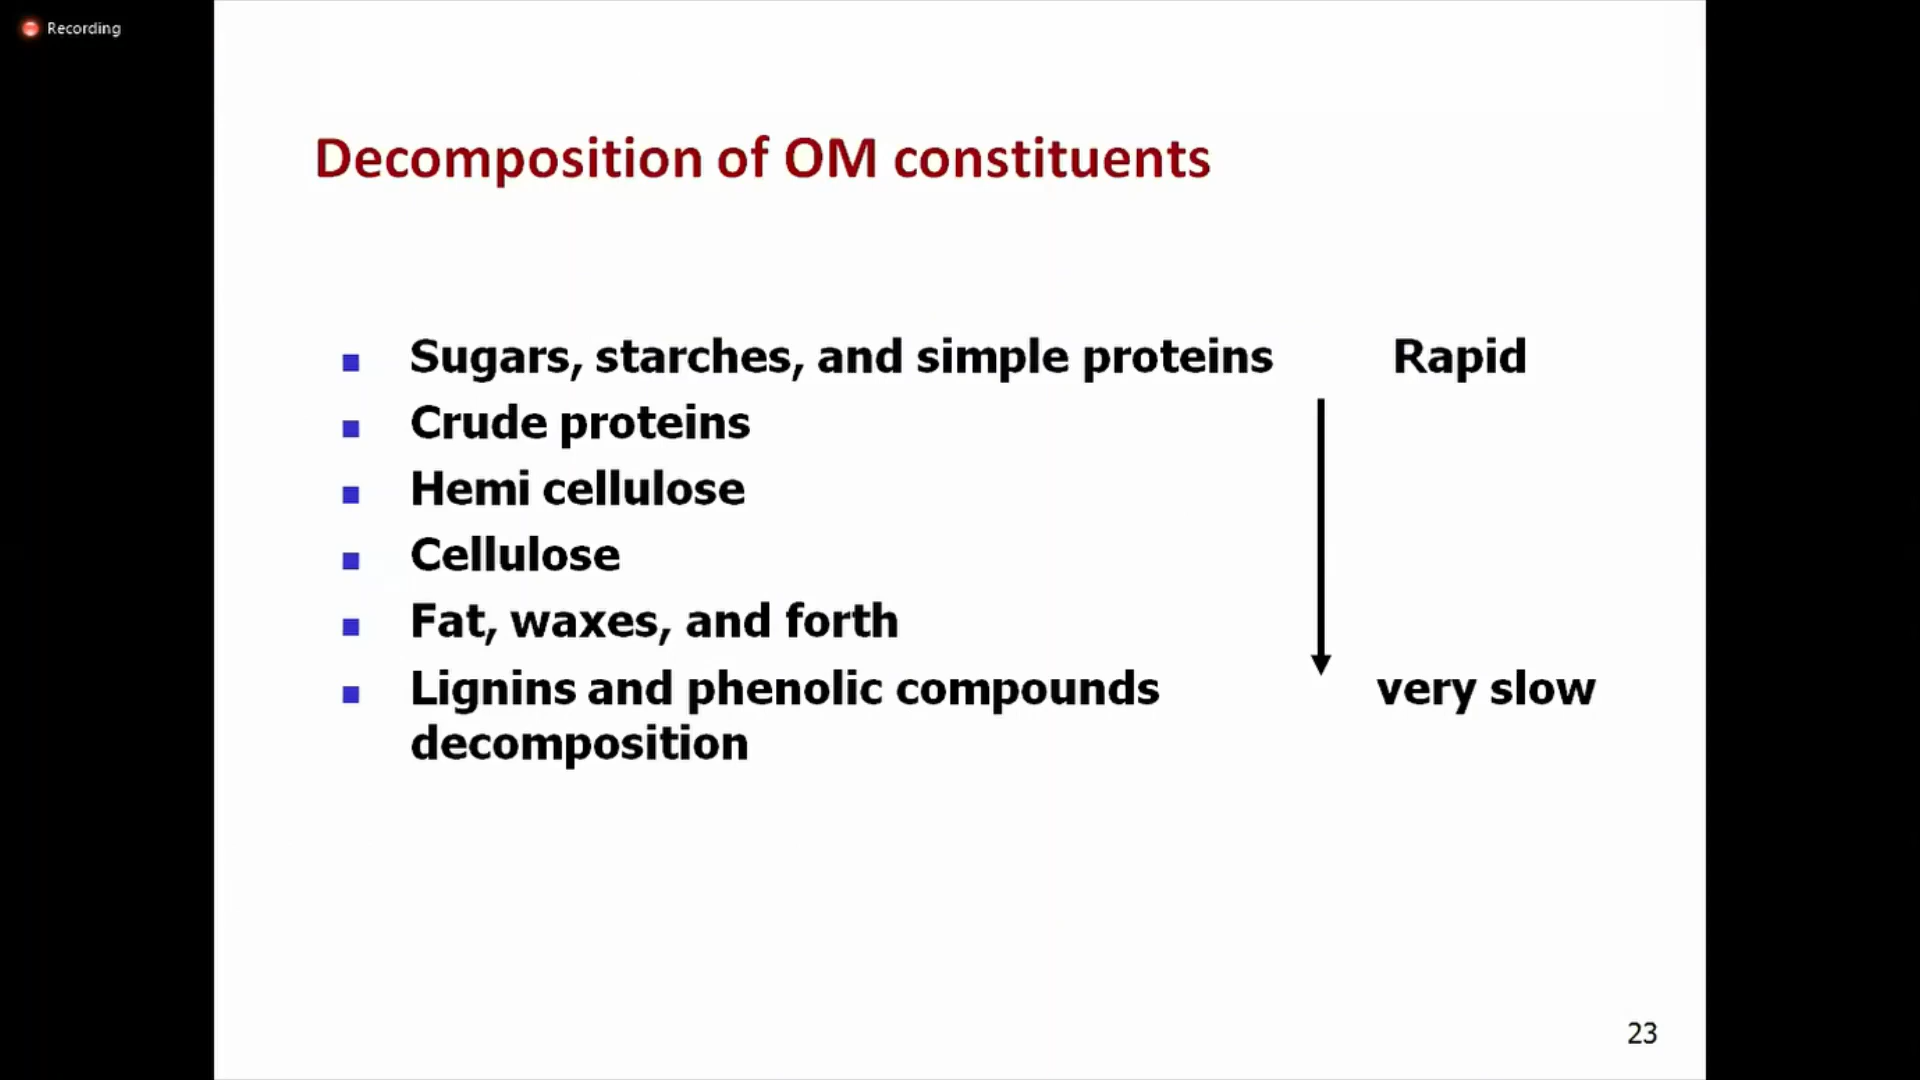 Recording
Decomposition of OM constituents
Sugars, starches, and simple proteins Rapid
Crude proteins
Hemi cellulose
Cellulose
Fat, waxes, and forth
Lignins and phenolic compounds very slow
decomposition
23